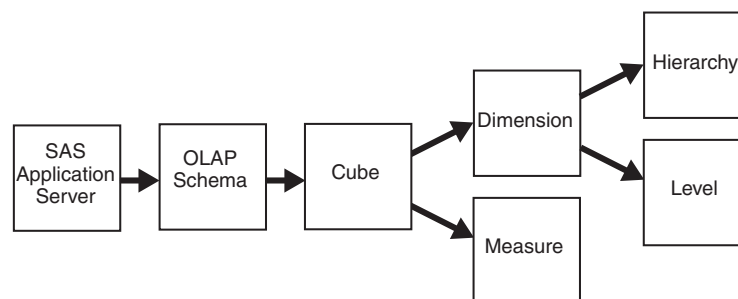 SAS
Application
Server
OLAP
Schema
Cube
Dimension
Measure
Hierarchy
Level